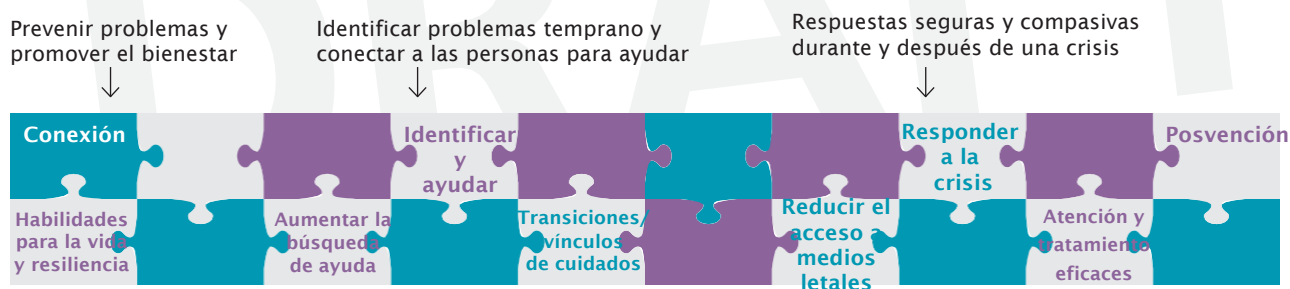 DRAFT
Prevenir problemas y
promover el bienestar
Identificar problemas temprano y
conectar a las personas para ayudar
Respuestas seguras y compasivas
durante y después de una crisis
Conexión
Identificar
y
ayudar
Responder
a la
crisis
Posvención
Habilidades
para la vida
y resiliencia
Aumentar la
búsqueda
de ayuda
Transiciones/
vínculos
de cuidados
Reducir el
acceso a
medios
letales
Atención y
tratamiento
eficaces